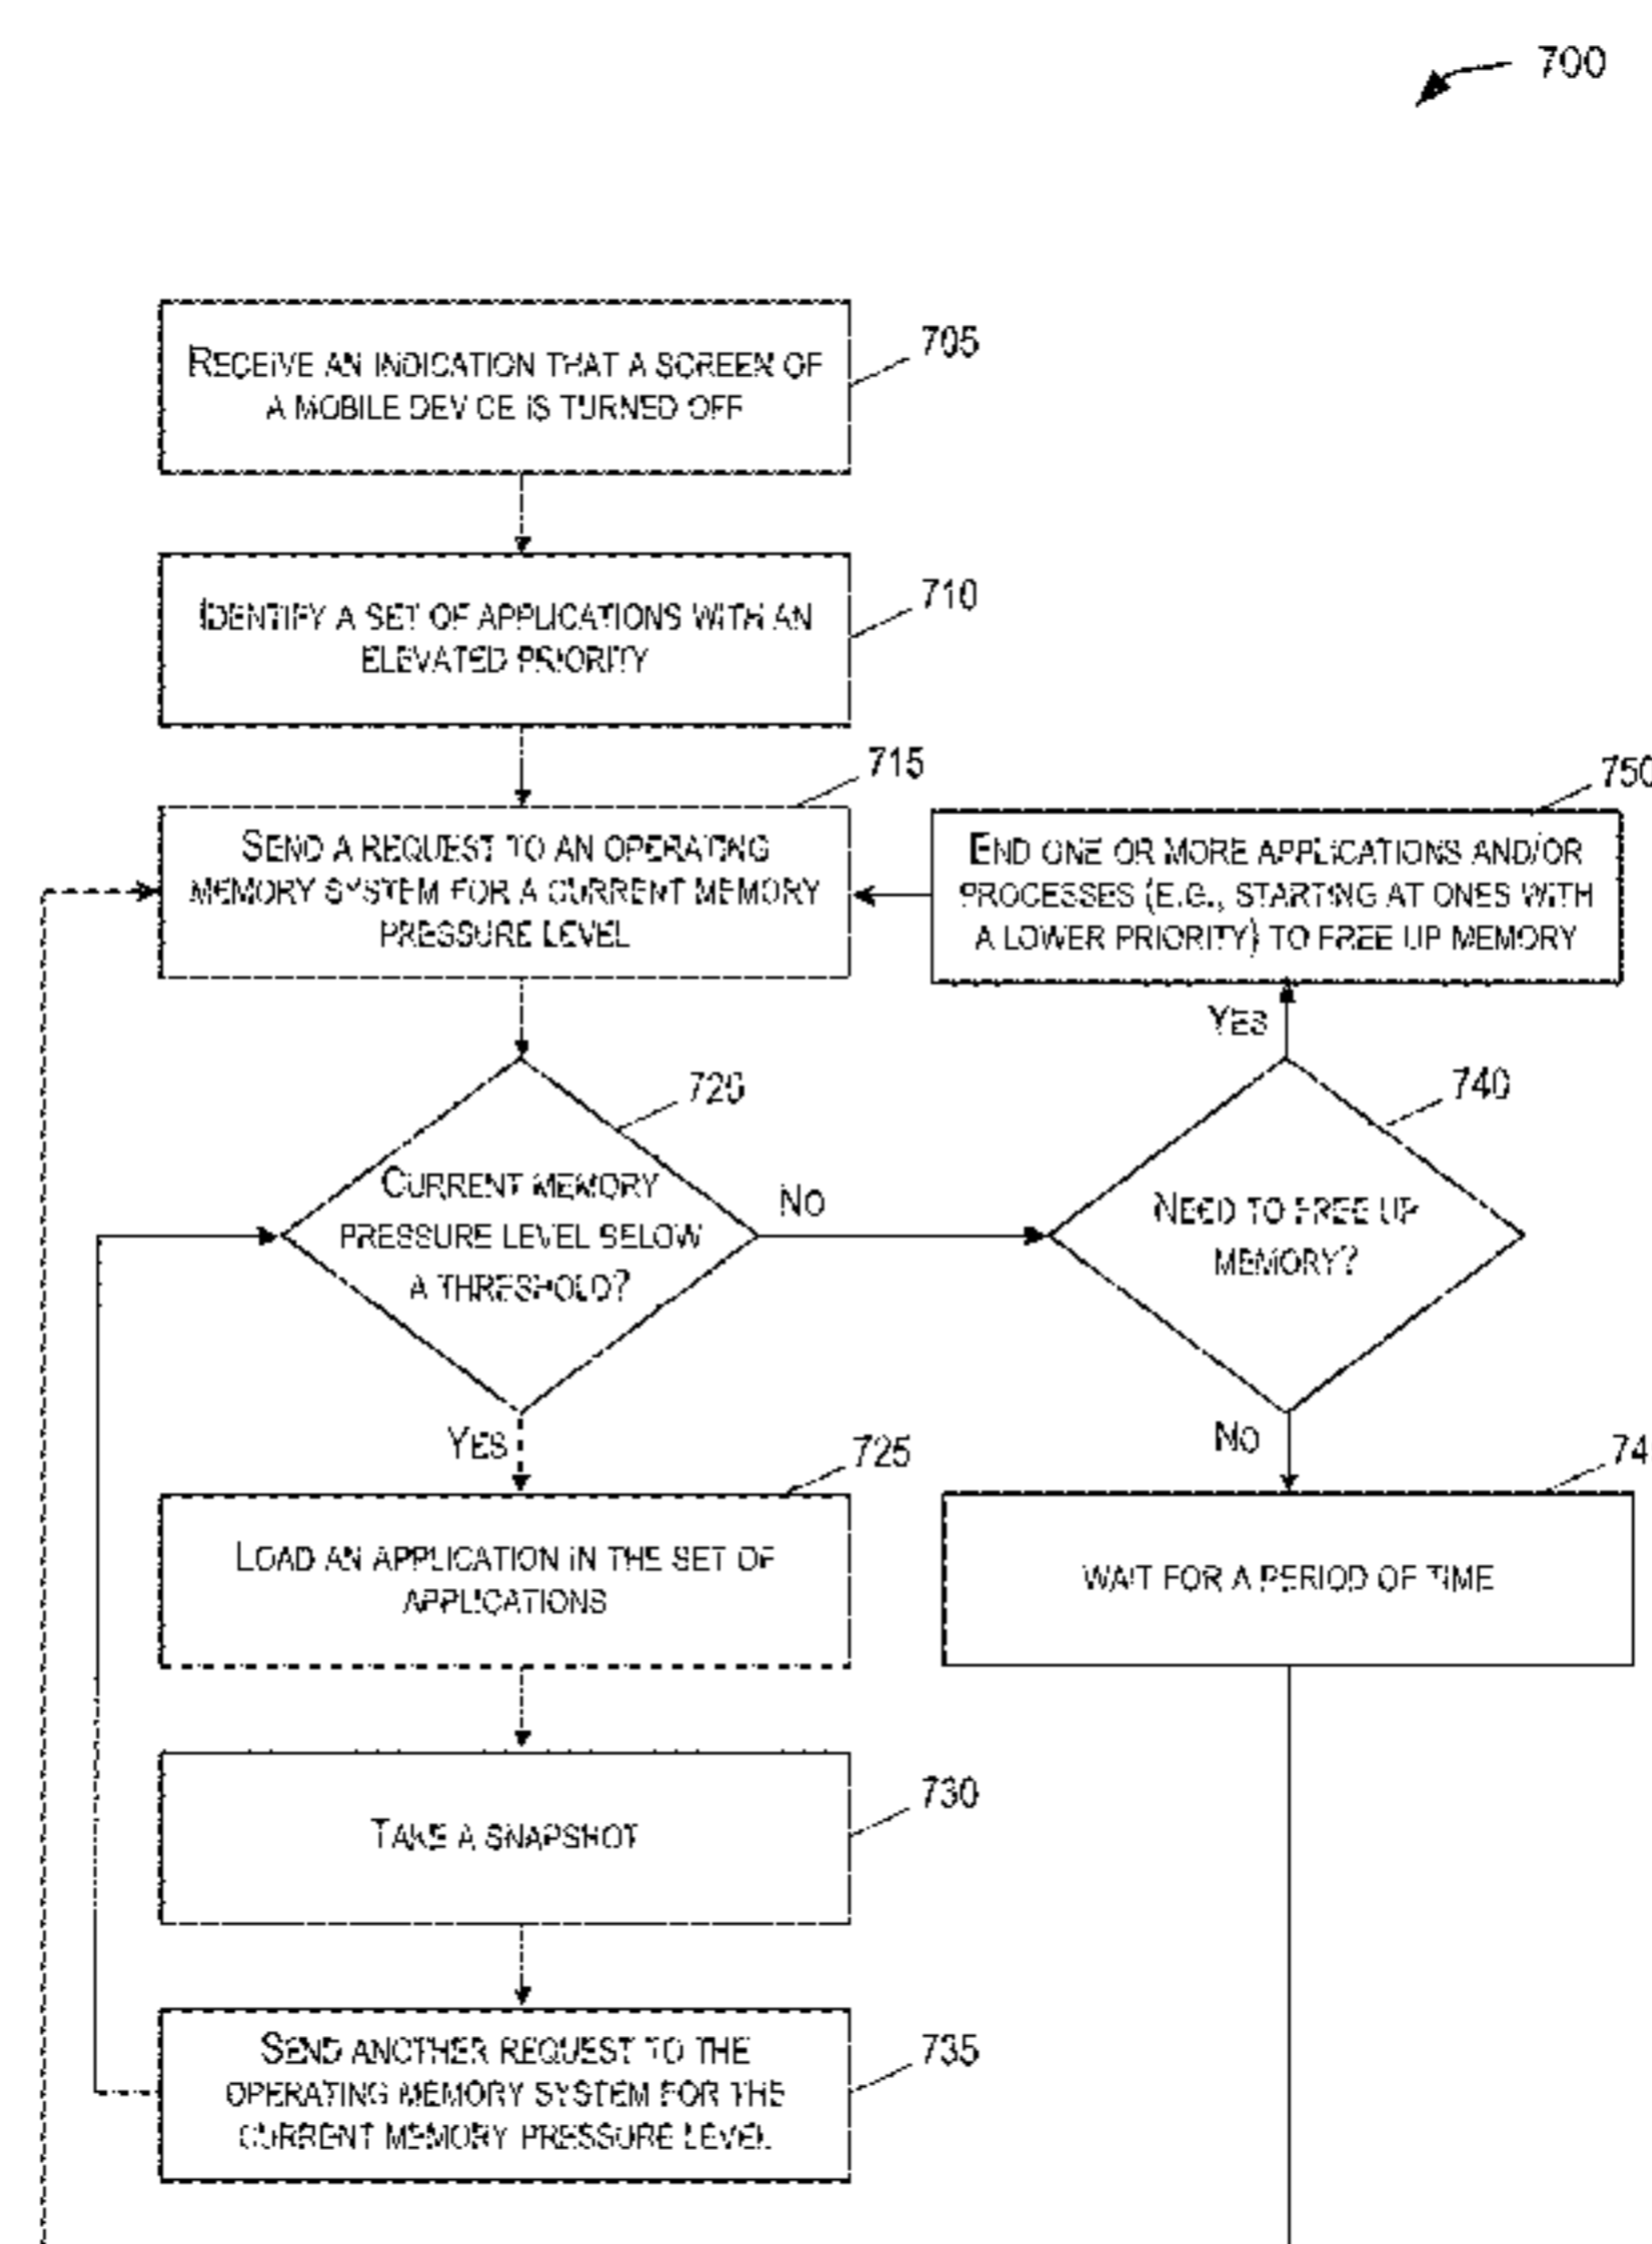 700
RECEIVE AN INDICATION THAT A SCREEN OF
A MOBILE DEVICE IS TURNED OFF
705
IDENTIFY A SET OF APPLICATIONS WITH AN
ELEVATED PRIORITY
710
SEND A REQUEST TO AN OPERATING
MEMORY SYSTEM FOR A CURRENT MEMORY
PRESSURE LEVEL
715
END ONE OR MORE APPLICATIONS AND/OR
PROCESSES (E.G., STARTING AT ONES WITH
A LOWER PRIORITY) TO FREE UP MEMORY
750
YES
CURRENT MEMORY
PRESSURE LEVEL BELOW
A THRESHOLD?
720
NO
NEED TO FREE UP
MEMORY?
740
YES
NO
LOAD AN APPLICATION IN THE SET OF
APPLICATIONS
725
WAIT FOR A PERIOD OF TIME
74
TAKE A SNAPSHOT
730
SEND ANOTHER REQUEST TO THE
OPERATING MEMORY SYSTEM FOR THE
CURRENT MEMORY PRESSURE LEVEL
735